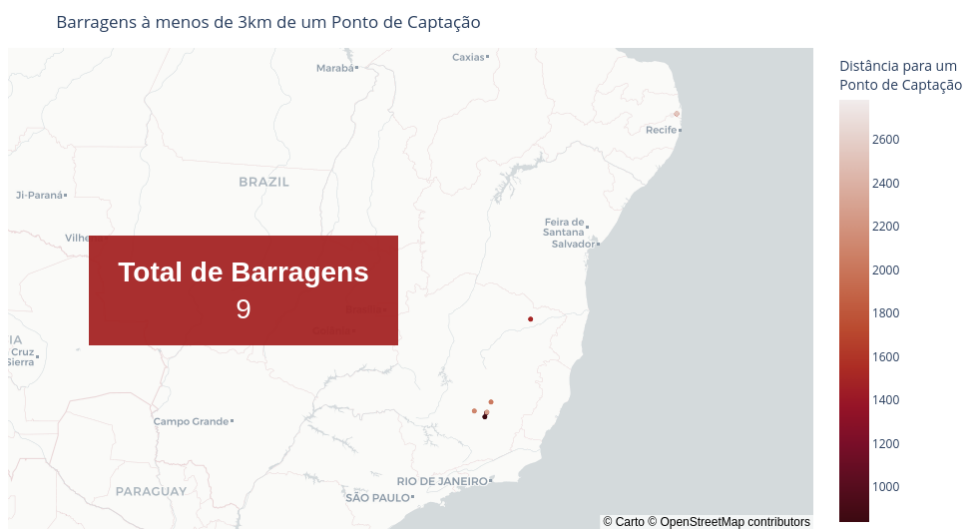 Barragens à menos de 3km de um Ponto de Captação
Distância para um
Ponto de Captação
Caxias
Marabá
Recife
BRAZIL
Ji-Paraná
Feira de
Santana
Salvador
Vilhe
Total de Barragens
9
IA
Cruz
Sierra
Campo Grande
PARAGUAY
RIO DE JANEIRO
SÃO PAULO
© Carto © OpenStreetMap contributors
2600
2400
2200
2000
1800
1600
1400
1200
1000